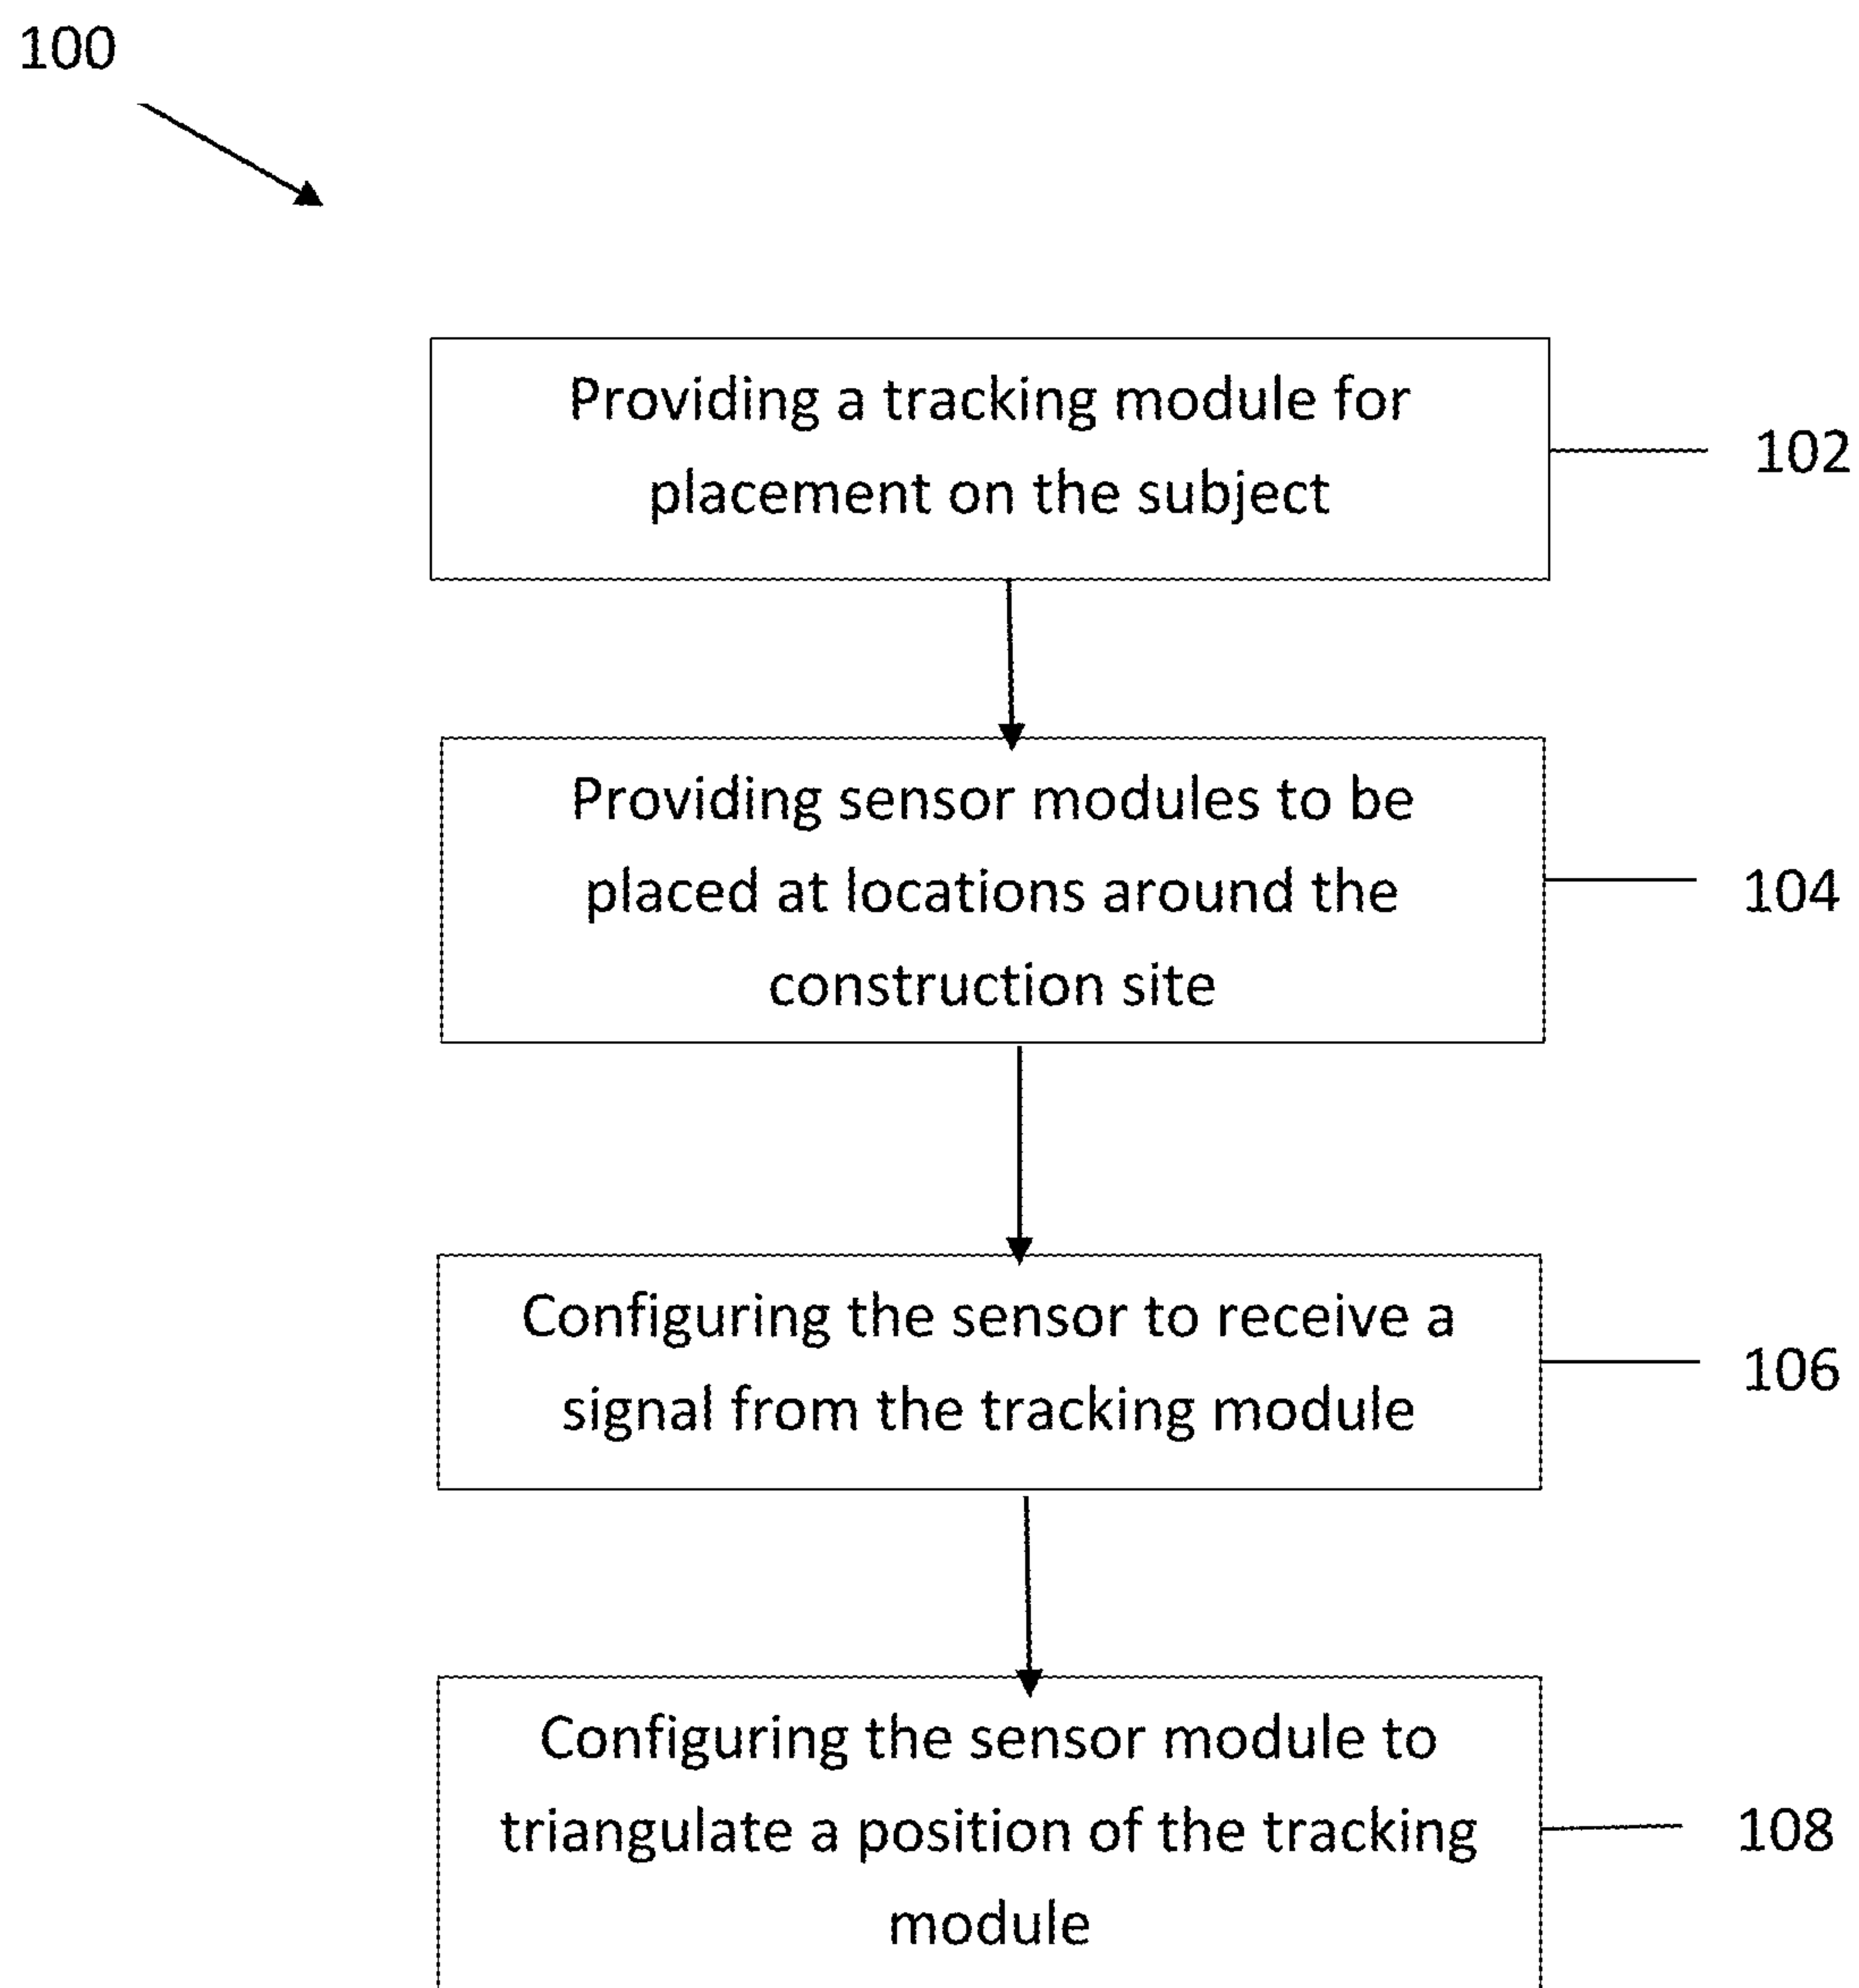 100
Providing a tracking module for
placement on the subject
102
Providing sensor modules to be
placed at locations around the
construction site
104
Configuring the sensor to receive a
signal from the tracking module
106
Configuring the sensor module to
triangulate a position of the tracking
module
108